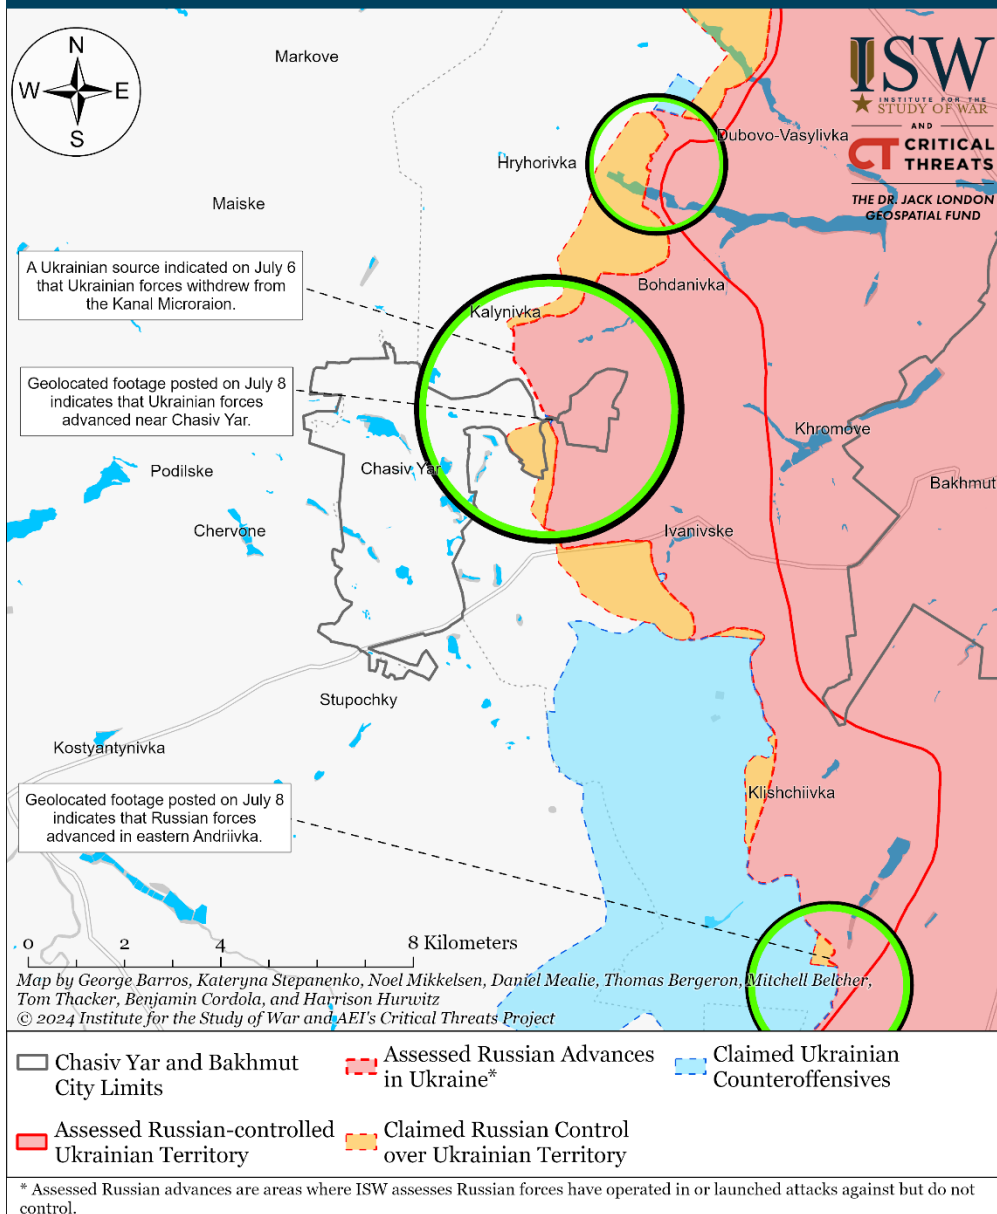 N
W
E
S
ISW
INSTITUTE FOR THE
STUDY OF WAR
AND
CT CRITICAL
THREATS
THE DR. JACK LONDON
GEOSPATIAL FUND
Markove
Dubovo-Vasylivka
Hryhorivka
Maiske
A Ukrainian source indicated on July 6
that Ukrainian forces withdrew from
the Kanal Microraion.
Bohdanivka
Kalynivka
Geolocated footage posted on July 8
indicates that Ukrainian forces
advanced near Chasiv Yar.
Khromove
Podilske
Chasiv Yar
Bakhmut
Chervone
Ivanivske
Stupochky
Kostyantynivka
Geolocated footage posted on July 8
indicates that Russian forces
advanced in eastern Andriivka.
Klishchiivka
0 2 4 8 Kilometers
Map by George Barros, Kateryna Stepanenko, Noel Mikkelsen, Daniel Mealie, Thomas Bergeron, Mitchell Belcher,
Tom Thacker, Benjamin Cordola, and Harrison Hurwitz
© 2024 Institute for the Study of War and AEI's Critical Threats Project
Chasiv Yar and Bakhmut
City Limits
Assessed Russian Advances
in Ukraine*
Claimed Ukrainian
Counteroffensives
Assessed Russian-controlled
Ukrainian Territory
Claimed Russian Control
over Ukrainian Territory
* Assessed Russian advances are areas where ISW assesses Russian forces have operated in or launched attacks against but do not
control.